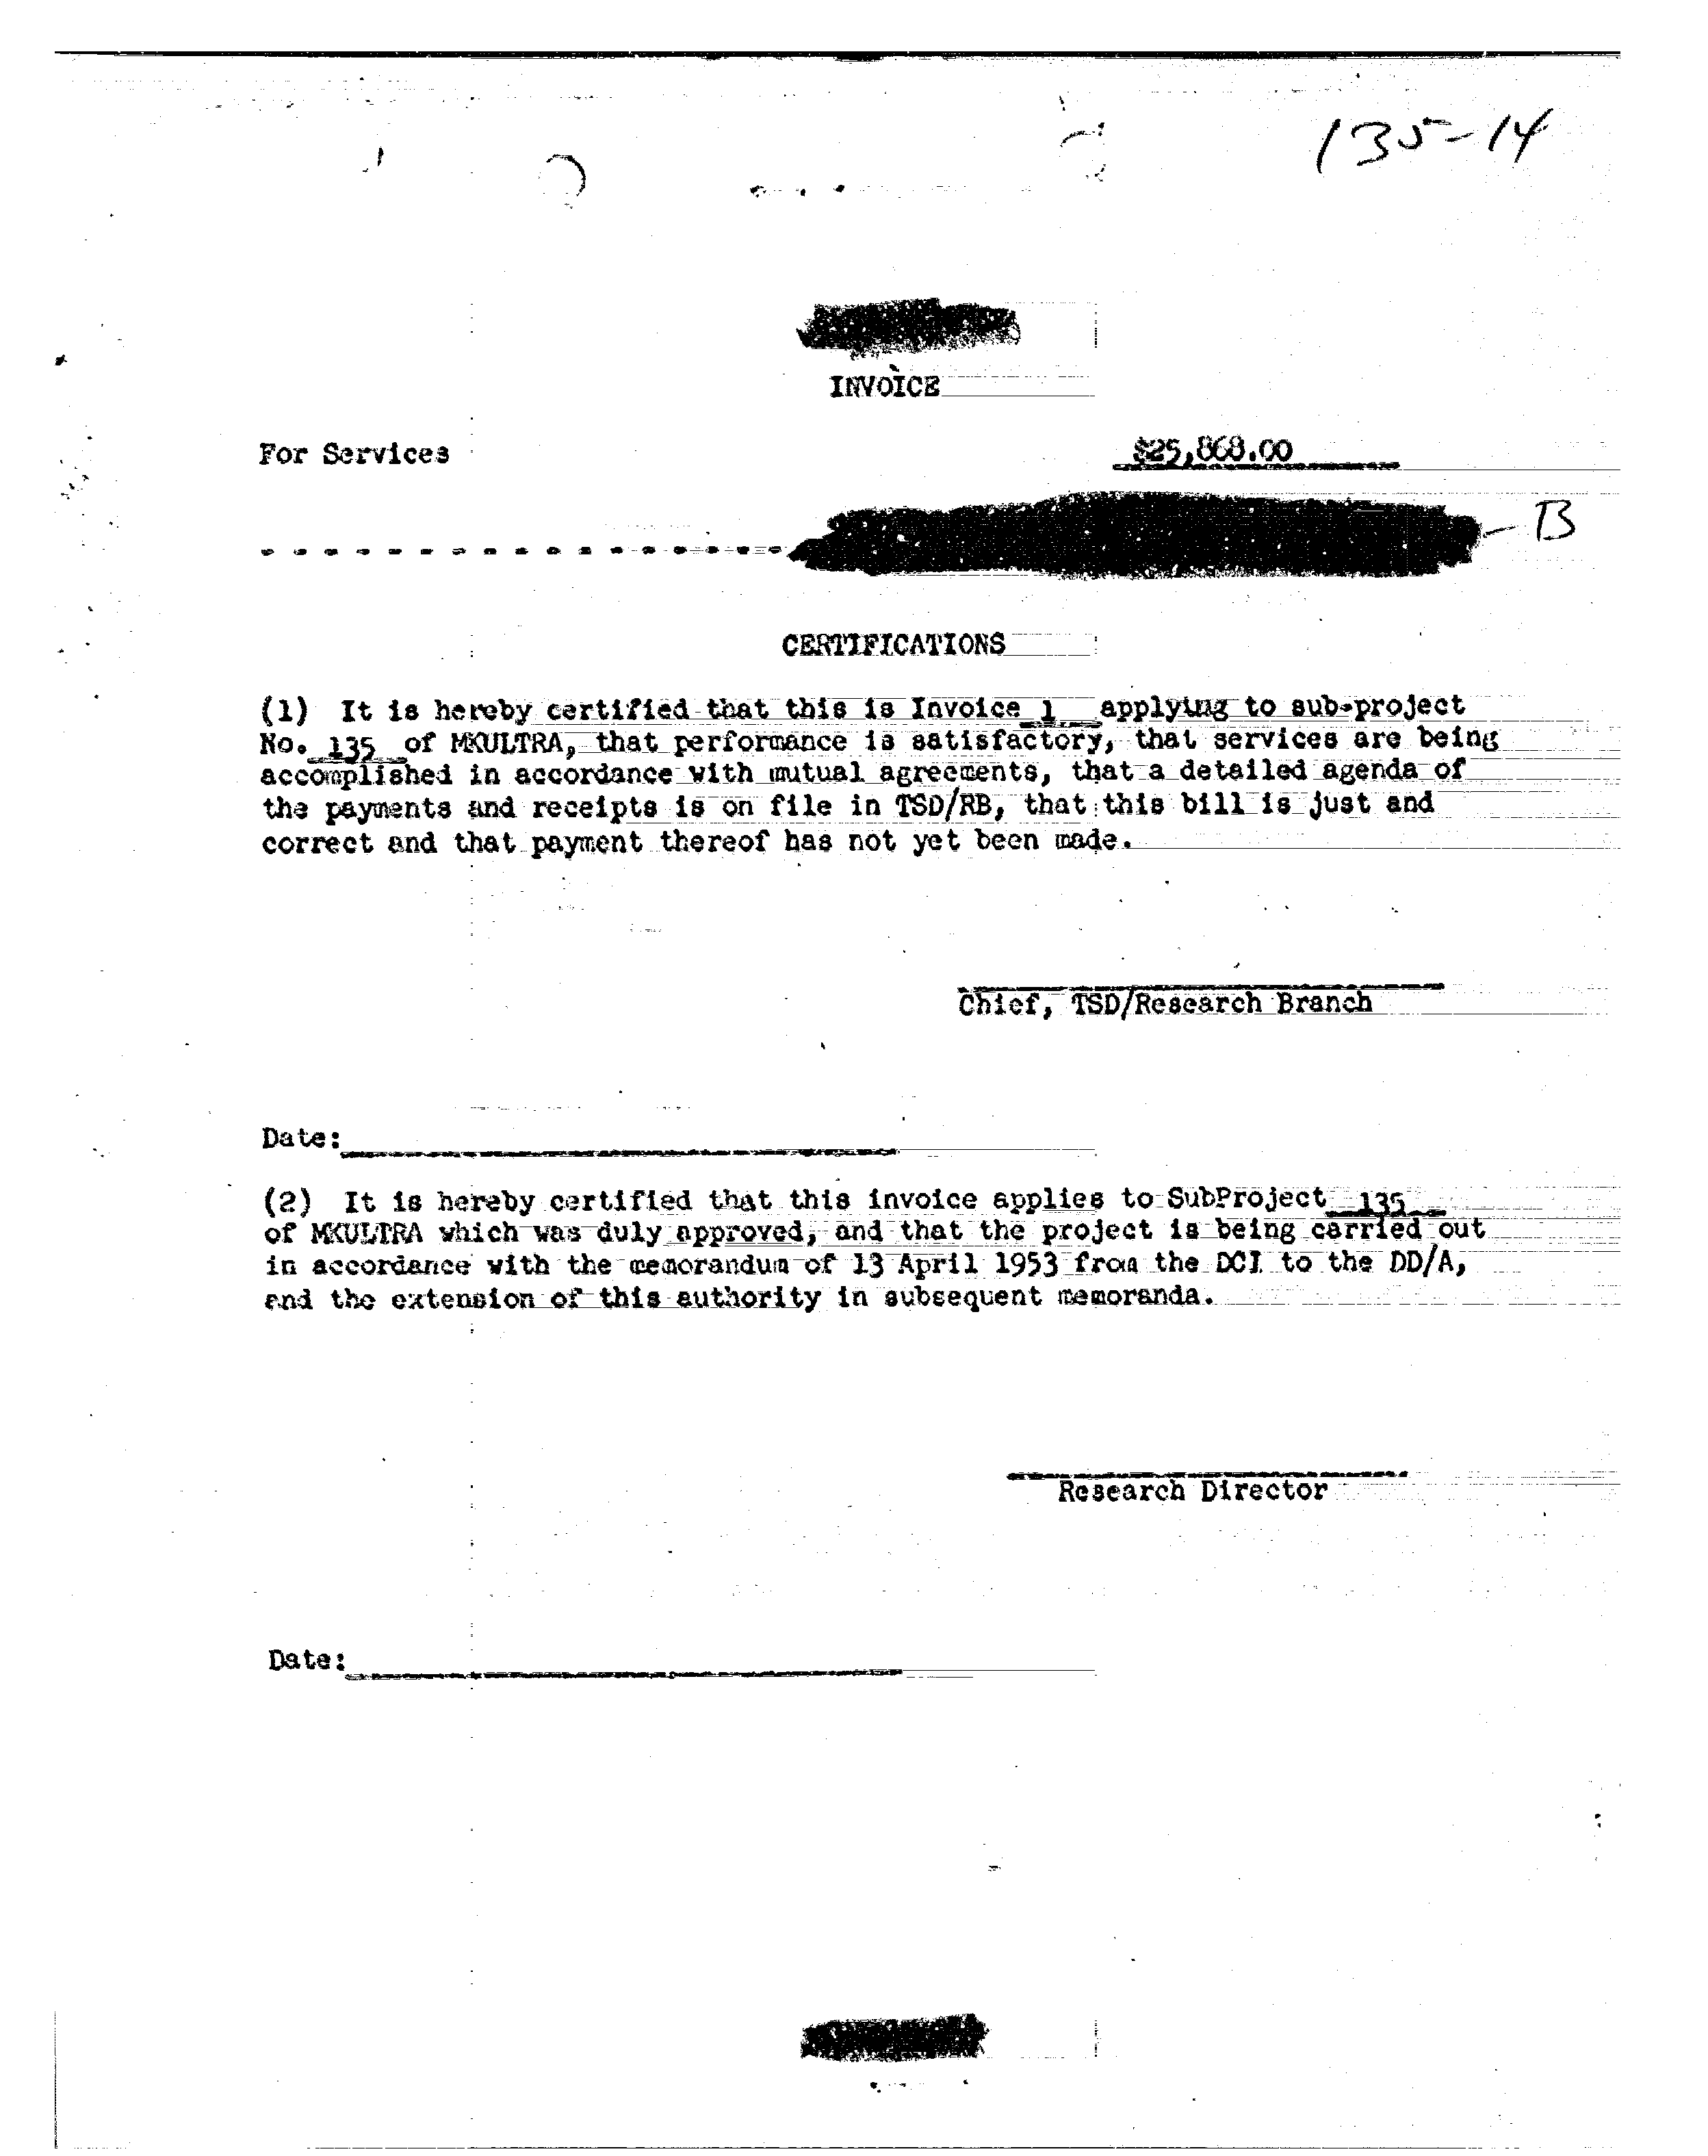 135-14
INVOICE
For Services $25,868.00
- B
CERTIFICATIONS
(1) It is hereby certified that this is Invoice 1 applying to sub-project
No. 135 of MKULTRA, that performance is satisfactory, that services are being
accomplished in accordance with mutual agreements, that a detailed agenda of
the payments and receipts is on file in TSD/RB, that this bill is just and
correct and that payment thereof has not yet been made.
Chief, TSD/Research Branch
Date:
(2) It is hereby certified that this invoice applies to SubProject 135
of MKULTRA which was duly approved, and that the project is being carried out
in accordance with the memorandum of 13 April 1953 from the DCI to the DD/A,
and the extension of this authority in subsequent memoranda.
Research Director
Date: